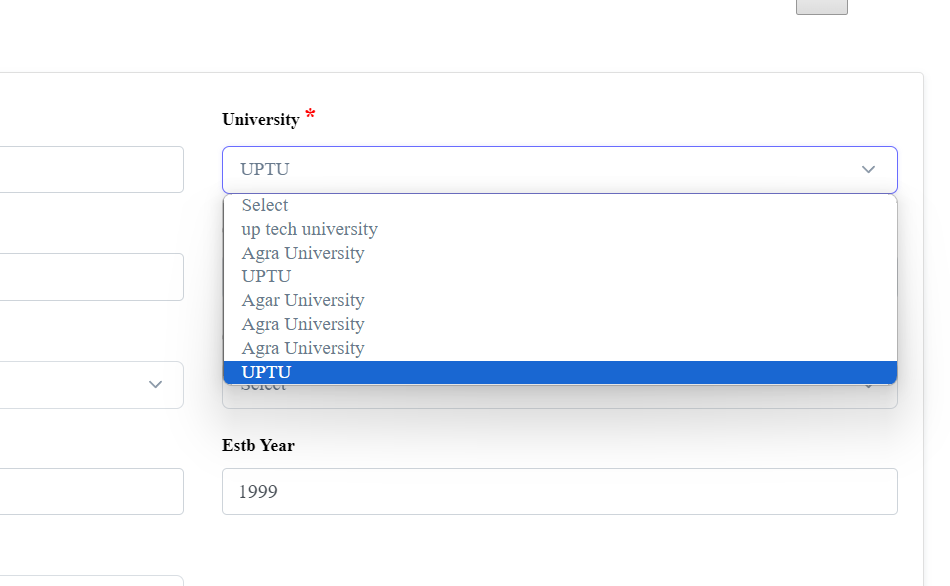 University *
UPTU
Select
up tech university
Agra University
UPTU
Agar University
Agra University
Agra University
UPTU
Select
Estb Year
1999